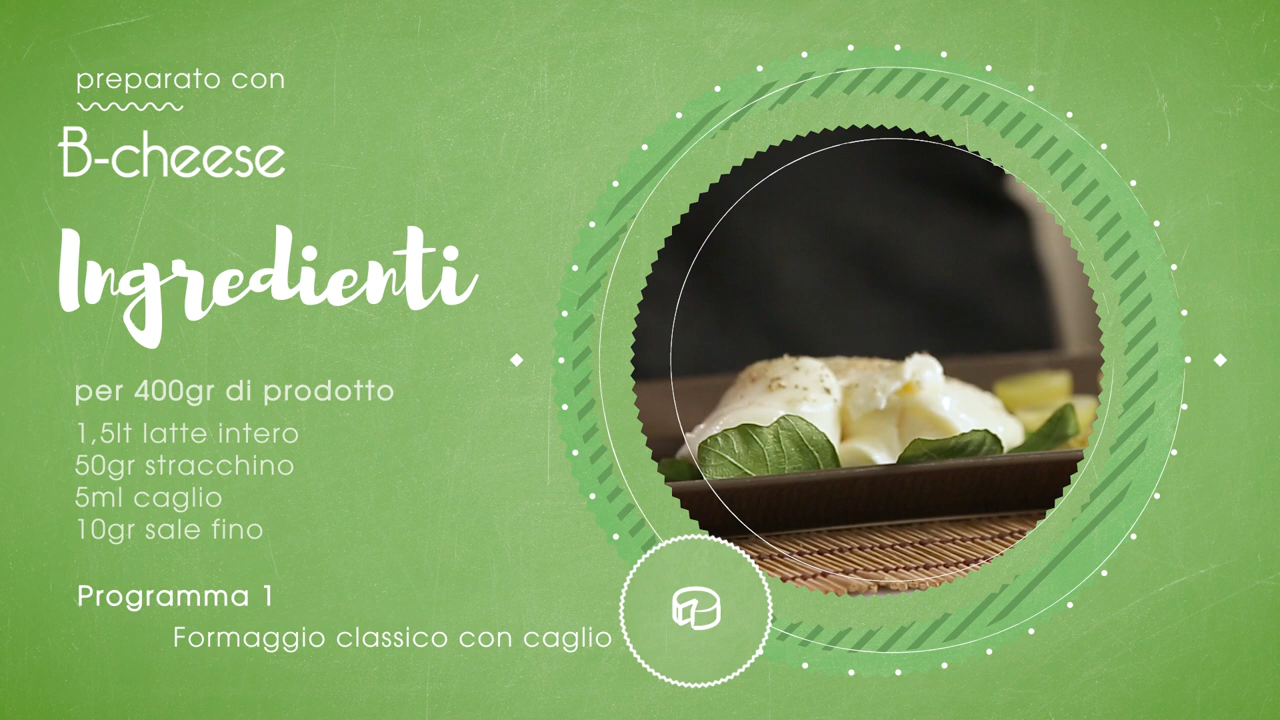 preparato con
B-cheese
Ingredienti
per 400gr di prodotto
1,5lt latte intero
50gr stracchino
5ml caglio
10gr sale fino
Programma 1
Formaggio classico con caglio